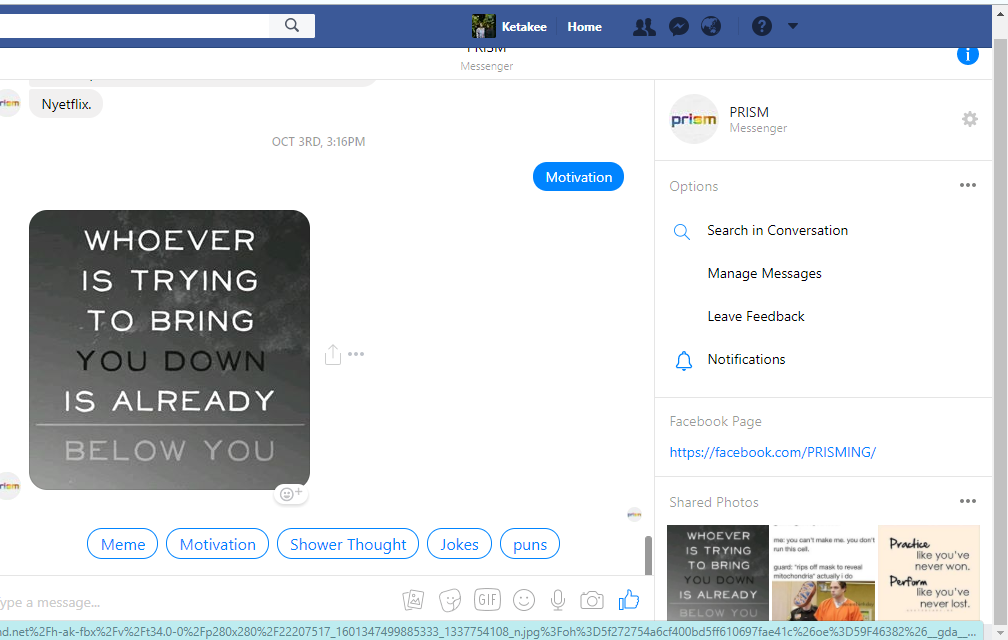 Ketakee
Home
PRISM
Messenger
Nyetflix.
OCT 3RD, 3:16PM
Motivation
WHOEVER
IS TRYING
TO BRING
YOU DOWN
IS ALREADY
BELOW YOU
Meme
Motivation
Shower Thought
Jokes
puns
ype a message...
GIF
prism
PRISM
Messenger
Options
Search in Conversation
Manage Messages
Leave Feedback
Notifications
Facebook Page
https://facebook.com/PRISMING/
Shared Photos
WHOEVER
IS TRYING
TO BRING
YOU DOWN
IS ALREADY
BELOW YOU
me: you can't make me. you don't
run this cell.
guard: *rips off mask to reveal
mitochondria* actually i do
Practice
like you've
never won.
Perform
like you've
never lost.
nd.net%2Fh-ak-fbx%2Fv%2Ft34.0-0%2Fp280x280%2F22207517_1601347499885333_1337754108_n.jpg%3Foh%3D5f272754a6cf400bd5ff610697fae41c%26oe%3D59F46382%26__gda__...